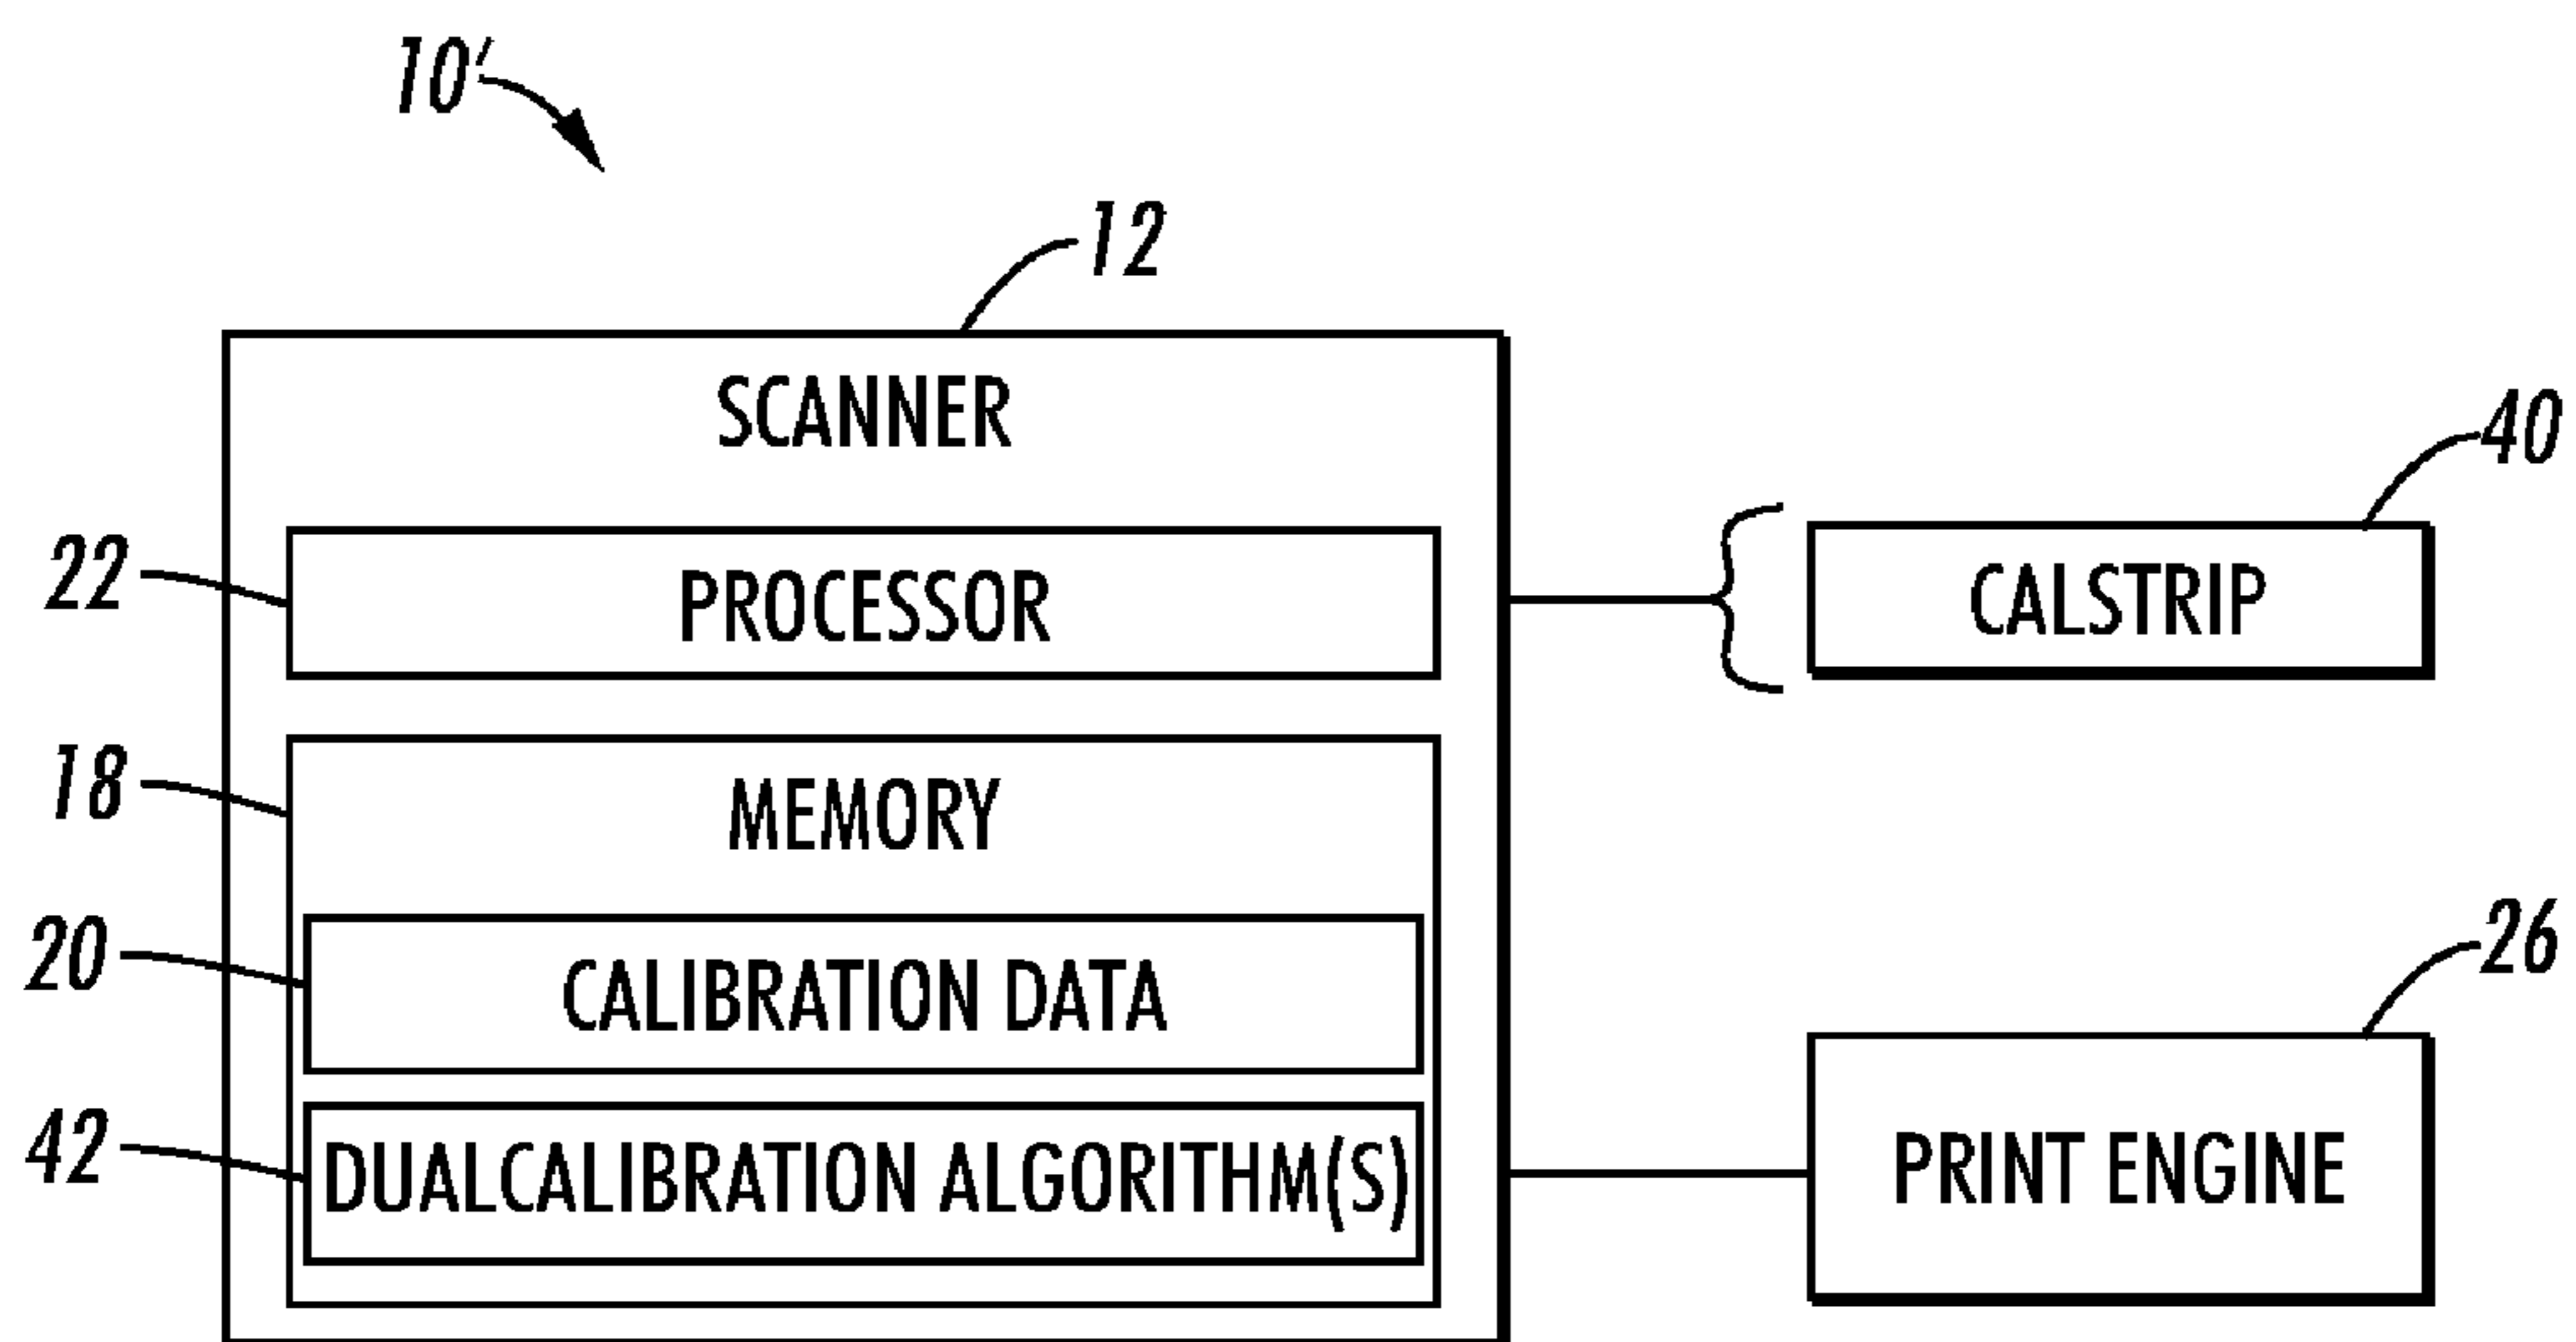 10'
12
SCANNER
40
22
PROCESSOR
CALSTRIP
18
MEMORY
20
CALIBRATION DATA
26
42
DUALCALIBRATION ALGORITHM(S)
PRINT ENGINE